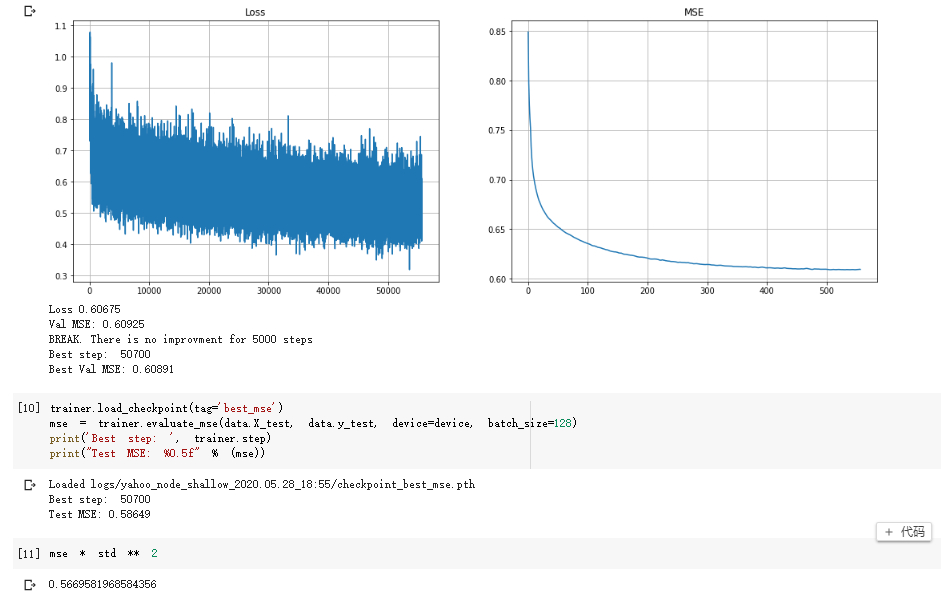 Loss
MSE
1.1
1.0
0.9
0.8
0.7
0.6
0.5
0.4
0.3
0
10000
20000
30000
40000
50000
0.85
0.80
0.75
0.70
0.65
0.60
0
100
200
300
400
500
Loss 0.60675
Val MSE: 0.60925
BREAK. There is no improvment for 5000 steps
Best step: 50700
Best Val MSE: 0.60891
[10] trainer.load_checkpoint(tag='best_mse')
mse = trainer.evaluate_mse(data.X_test, data.y_test, device=device, batch_size=128)
print('Best step: ', trainer.step)
print("Test MSE: %0.5f" % (mse))
Loaded logs/yahoo_node_shallow_2020.05.28_18:55/checkpoint_best_mse.pth
Best step: 50700
Test MSE: 0.58649
+ 代码
[11] mse * std ** 2
0.5669581968584356